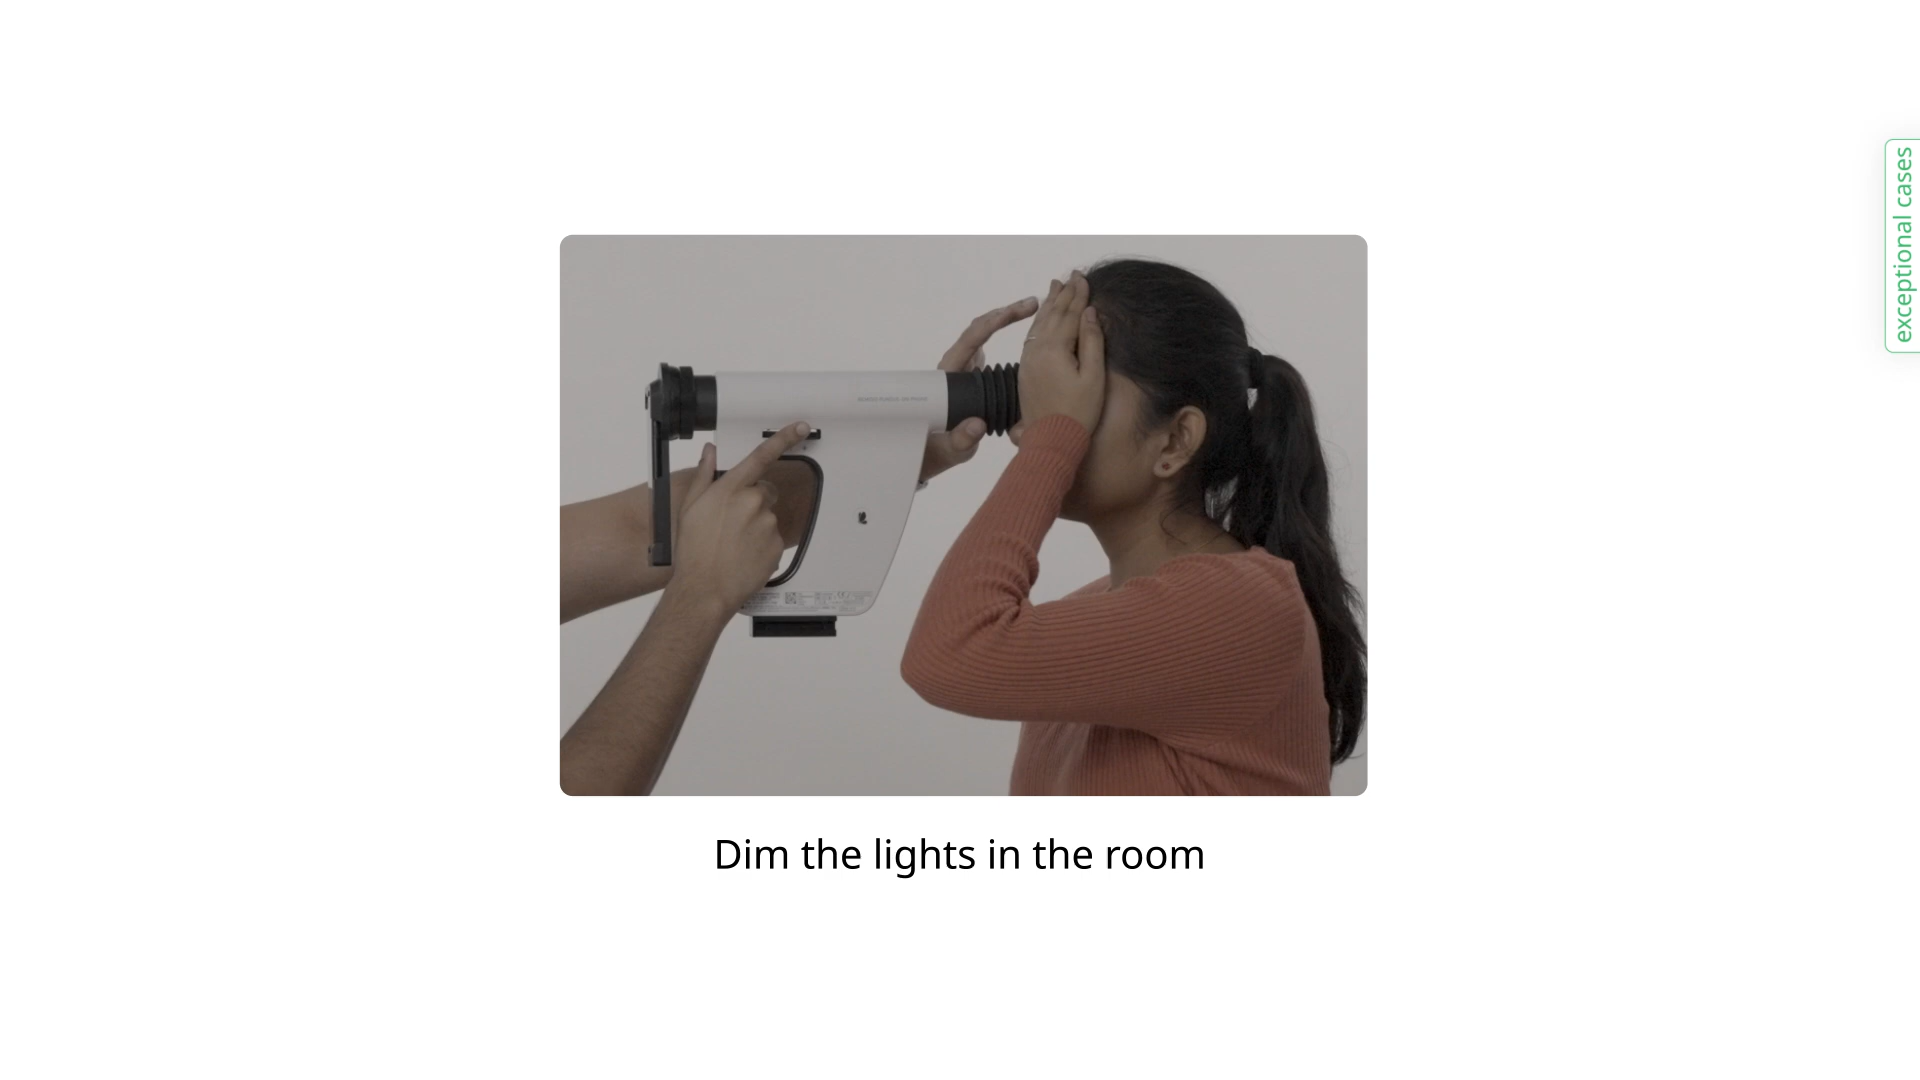 Dim the lights in the room
exceptional cases